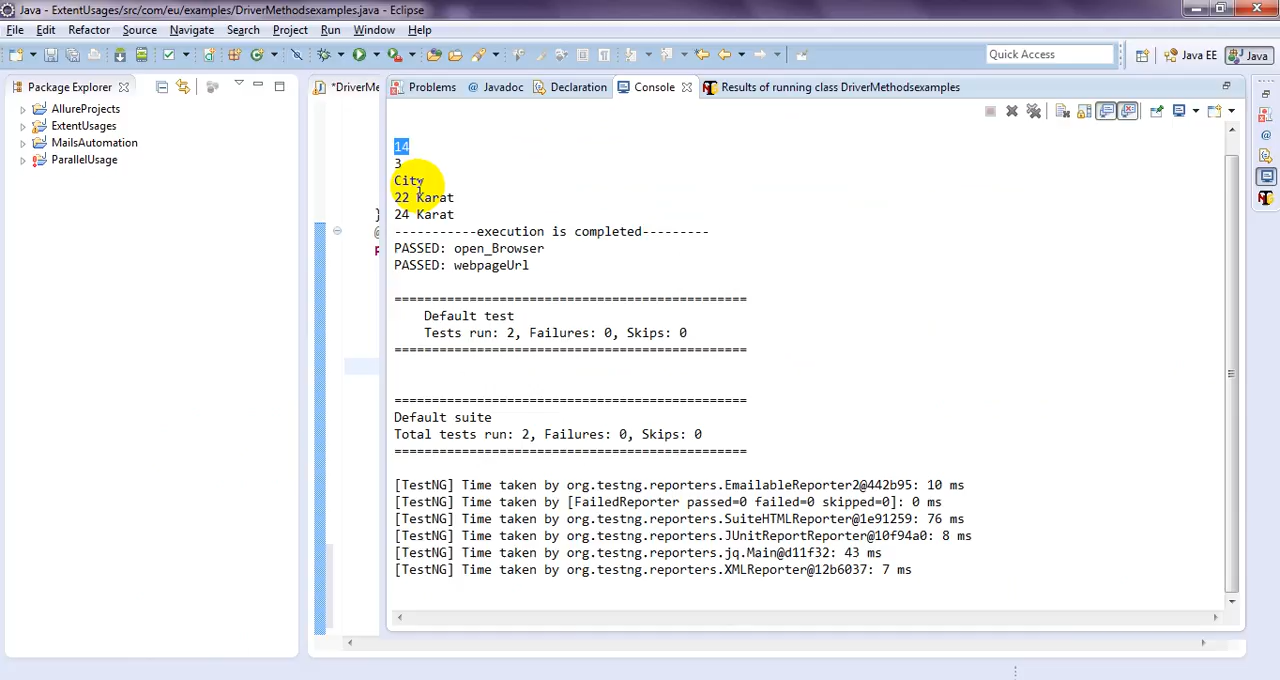 Java - ExtentUsages/src/com/eu/examples/DriverMethodsexamples.java - Eclipse
File Edit Refactor Source Navigate Search Project Run Window Help
Quick Access Java EE Java
Package Explorer
*DriverMe
Problems @ Javadoc Declaration Console Results of running class DriverMethodsexamples
AllureProjects
ExtentUsages
MailsAutomation
ParallelUsage
14
3
City
22 Karat
24 Karat
-----------execution is completed---------
PASSED: open_Browser
PASSED: webpageUrl
===============================================
Default test
Tests run: 2, Failures: 0, Skips: 0
===============================================
===============================================
Default suite
Total tests run: 2, Failures: 0, Skips: 0
===============================================
[TestNG] Time taken by org.testng.reporters.EmailableReporter2@442b95: 10 ms
[TestNG] Time taken by [FailedReporter passed=0 failed=0 skipped=0]: 0 ms
[TestNG] Time taken by org.testng.reporters.SuiteHTMLReporter@1e91259: 76 ms
[TestNG] Time taken by org.testng.reporters.JUnitReportReporter@10f94a0: 8 ms
[TestNG] Time taken by org.testng.reporters.jq.Main@d11f32: 43 ms
[TestNG] Time taken by org.testng.reporters.XMLReporter@12b6037: 7 ms